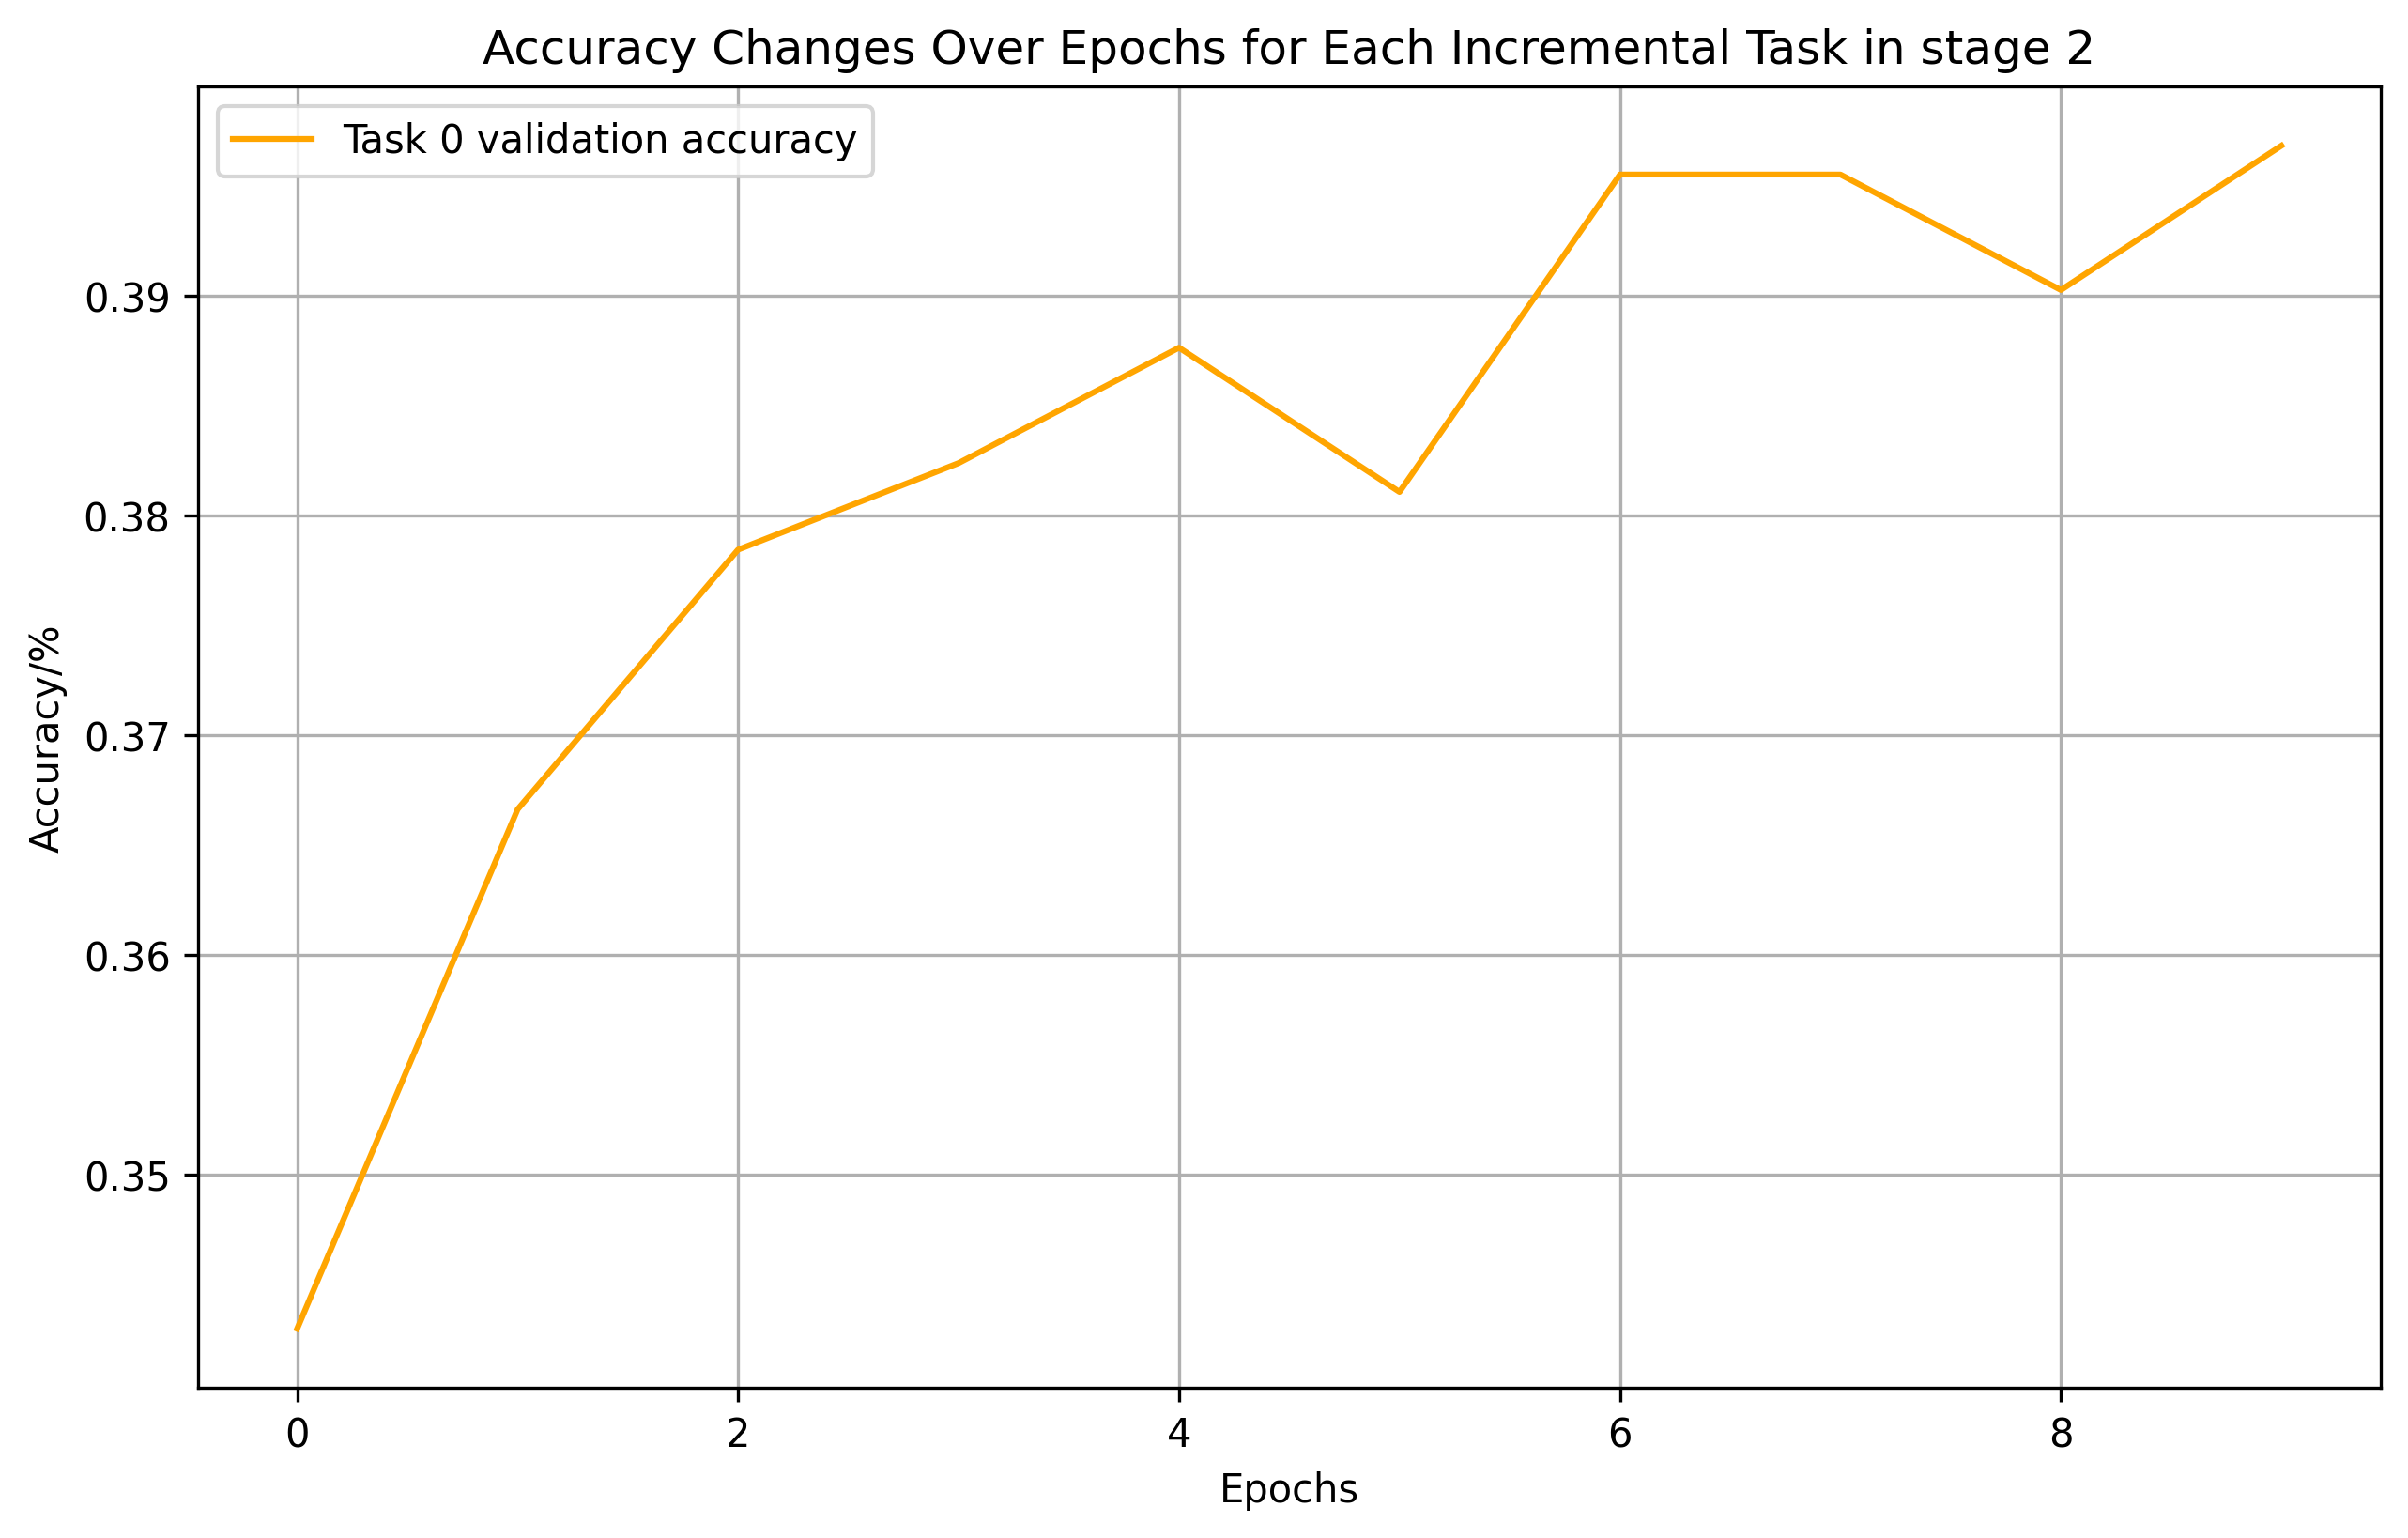 Accuracy Changes Over Epochs for Each Incremental Task in stage 2
Task 0 validation accuracy
0.39
0.38
0.37
0.36
0.35
Accuracy/%
0 2 4 6 8
Epochs